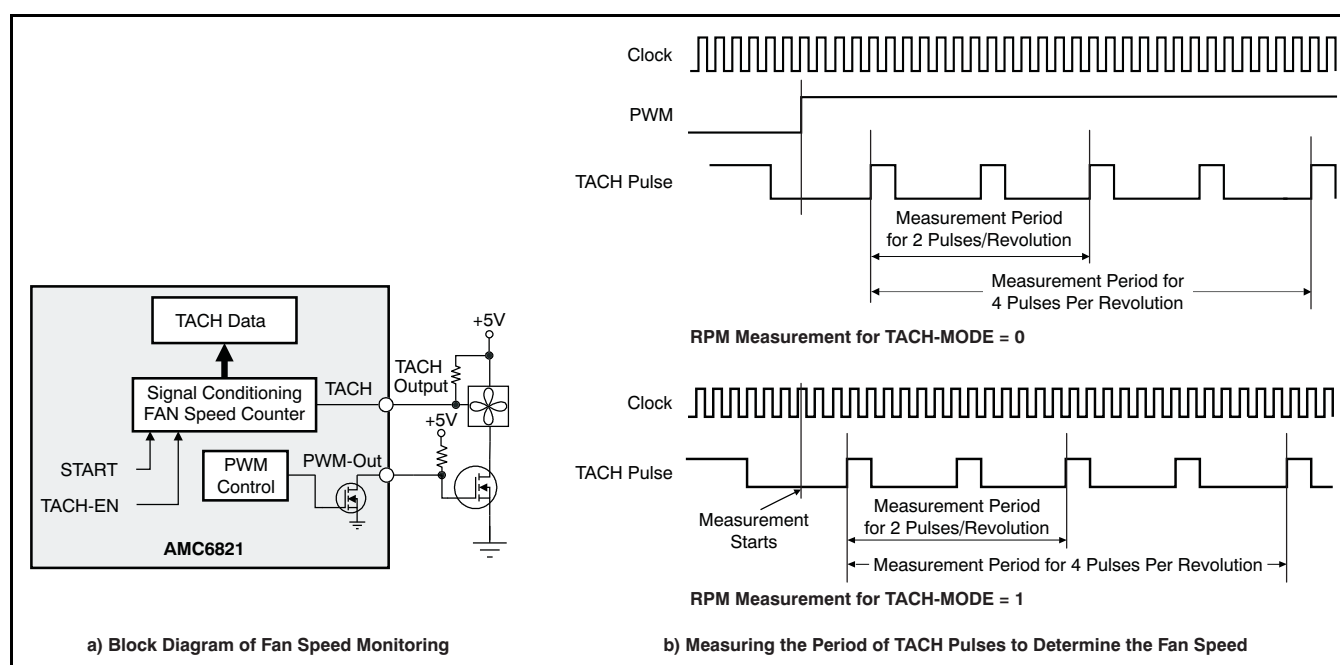 TACH Data
Signal Conditioning
FAN Speed Counter
TACH
TACH
Output
+5V
+5V
START
TACH-EN
PWM
Control
PWM-Out
AMC6821
a) Block Diagram of Fan Speed Monitoring
Clock
PWM
TACH Pulse
Measurement Period
for 2 Pulses/Revolution
Measurement Period for
4 Pulses Per Revolution
RPM Measurement for TACH-MODE = 0
Clock
TACH Pulse
Measurement
Starts
Measurement Period
for 2 Pulses/Revolution
Measurement Period for 4 Pulses Per Revolution
RPM Measurement for TACH-MODE = 1
b) Measuring the Period of TACH Pulses to Determine the Fan Speed